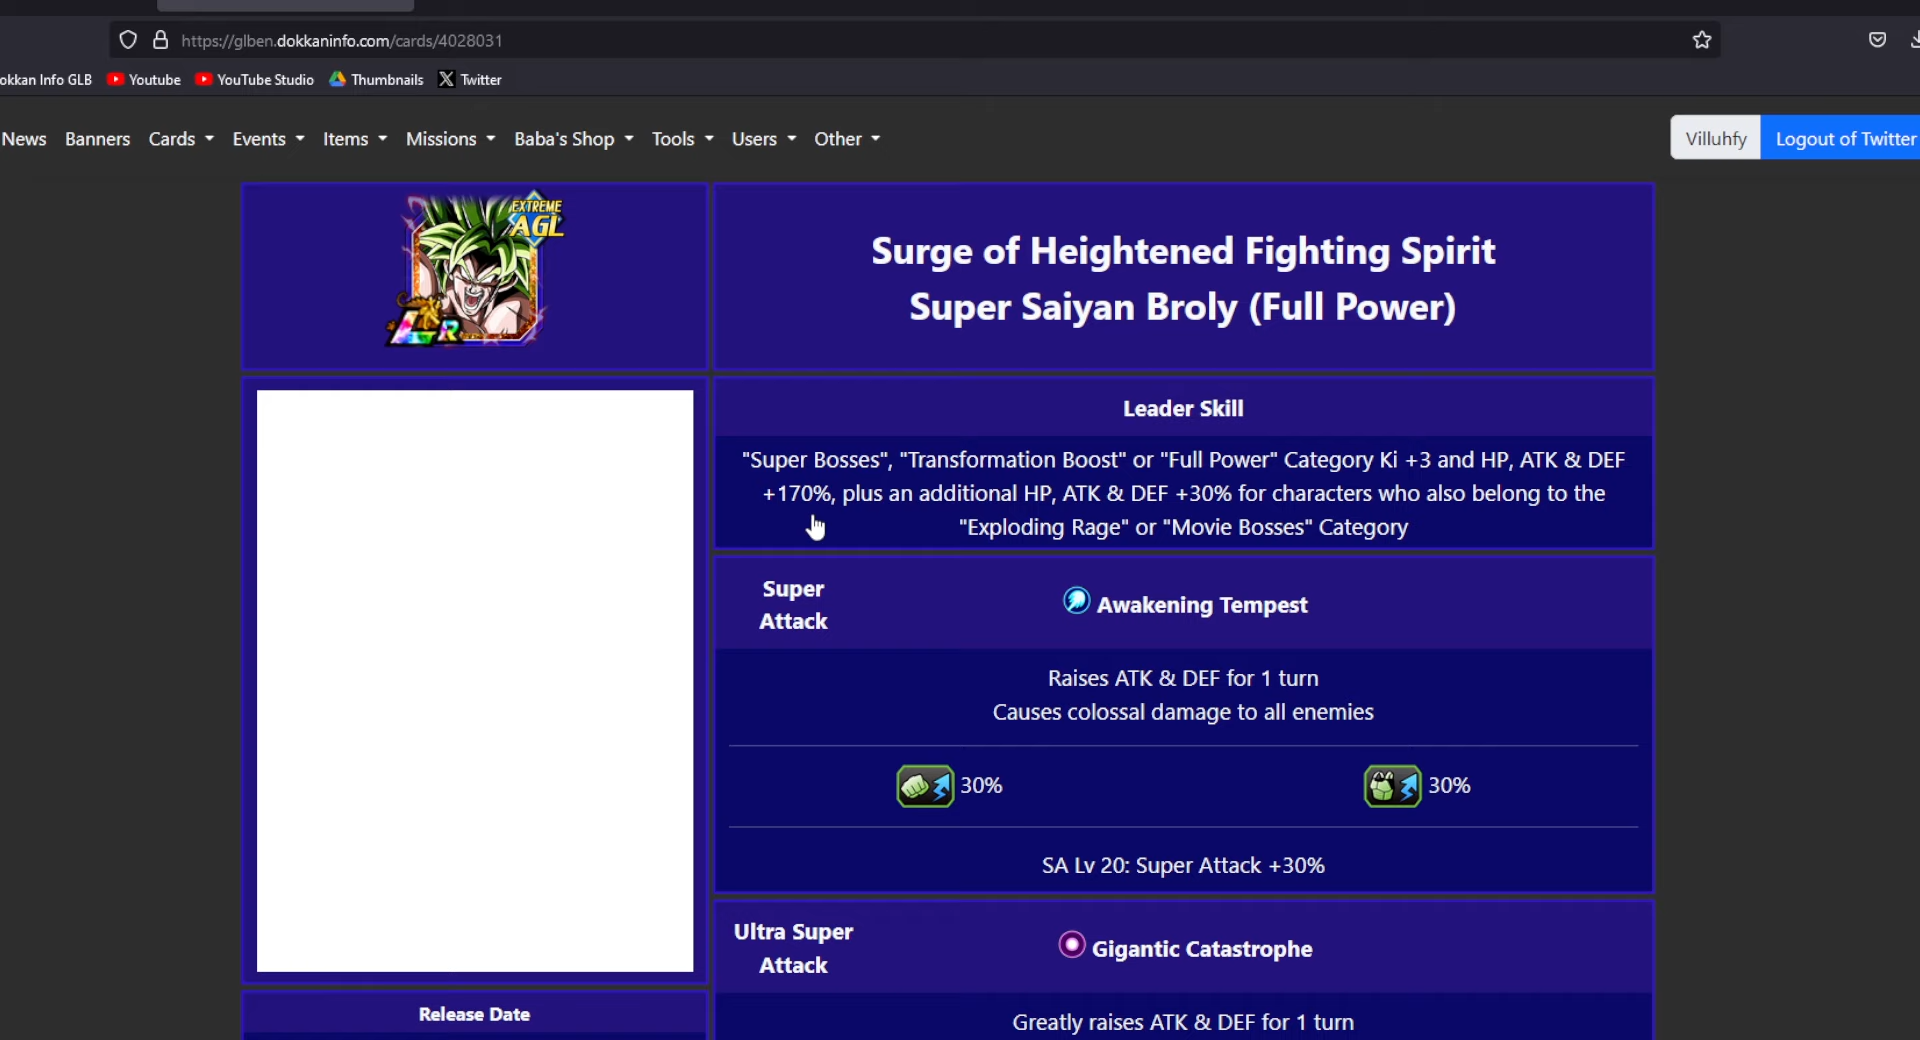 https://glben.dokkaninfo.com/cards/4028031
okkan Info GLB Youtube YouTube Studio Thumbnails Twitter
News Banners Cards Events Items Missions Baba's Shop Tools Users Other Villuhfy Logout of Twitter
EXTREME
AGL
LR
Surge of Heightened Fighting Spirit
Super Saiyan Broly (Full Power)
Leader Skill
"Super Bosses", "Transformation Boost" or "Full Power" Category Ki +3 and HP, ATK & DEF
+170%, plus an additional HP, ATK & DEF +30% for characters who also belong to the
"Exploding Rage" or "Movie Bosses" Category
Super
Attack
Awakening Tempest
Raises ATK & DEF for 1 turn
Causes colossal damage to all enemies
30% 30%
SA Lv 20: Super Attack +30%
Ultra Super
Attack
Gigantic Catastrophe
Greatly raises ATK & DEF for 1 turn
Release Date